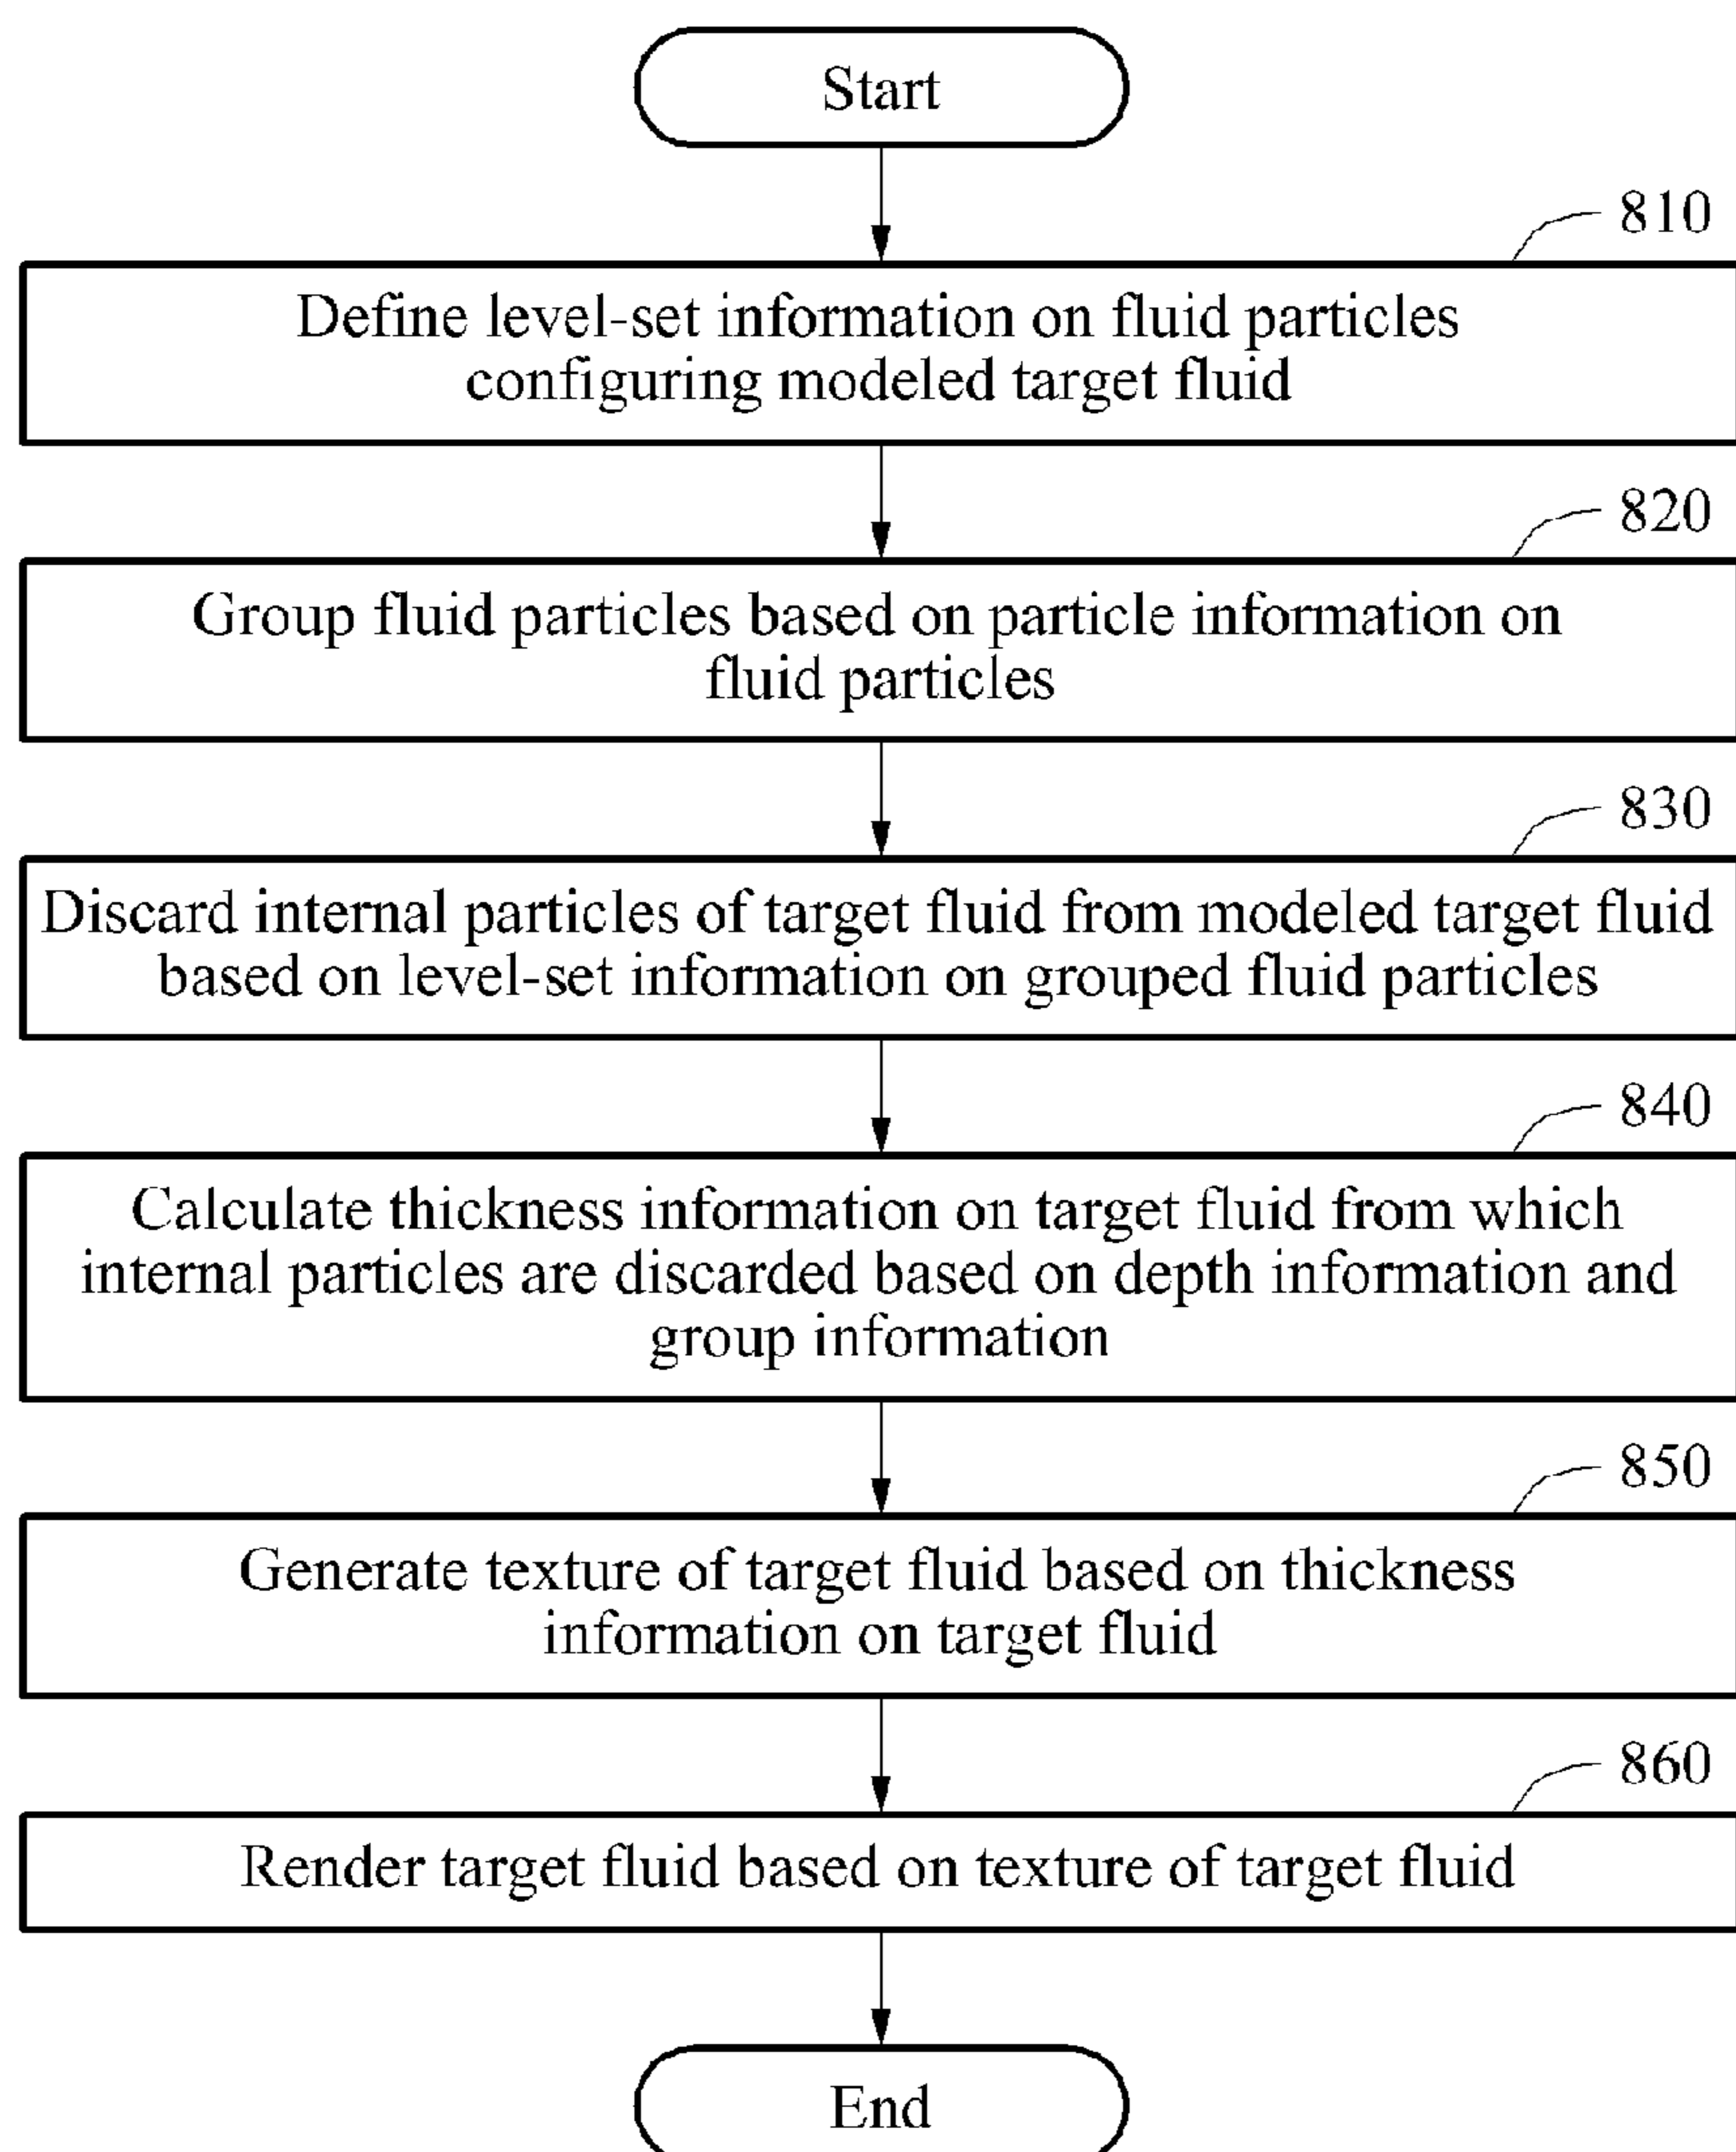 Start
810
Define level-set information on fluid particles
configuring modeled target fluid
820
Group fluid particles based on particle information on
fluid particles
830
Discard internal particles of target fluid from modeled target fluid
based on level-set information on grouped fluid particles
840
Calculate thickness information on target fluid from which
internal particles are discarded based on depth information and
group information
850
Generate texture of target fluid based on thickness
information on target fluid
860
Render target fluid based on texture of target fluid
End